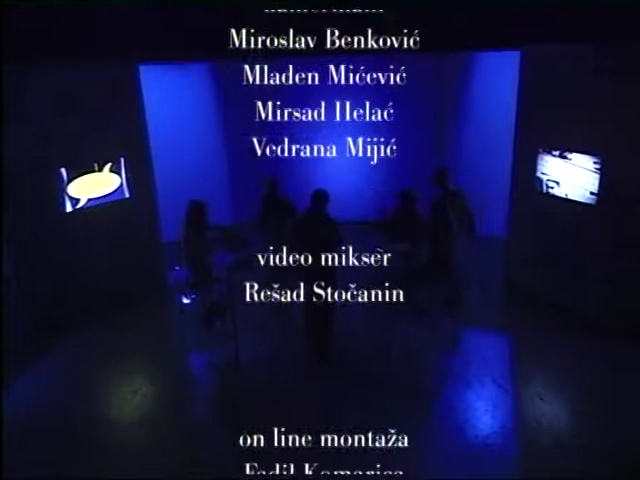 Miroslav Benković
Mladen Mićević
Mirsad Helać
Vedrana Mijić
video mikser
Rešad Stočanin
on line montaža